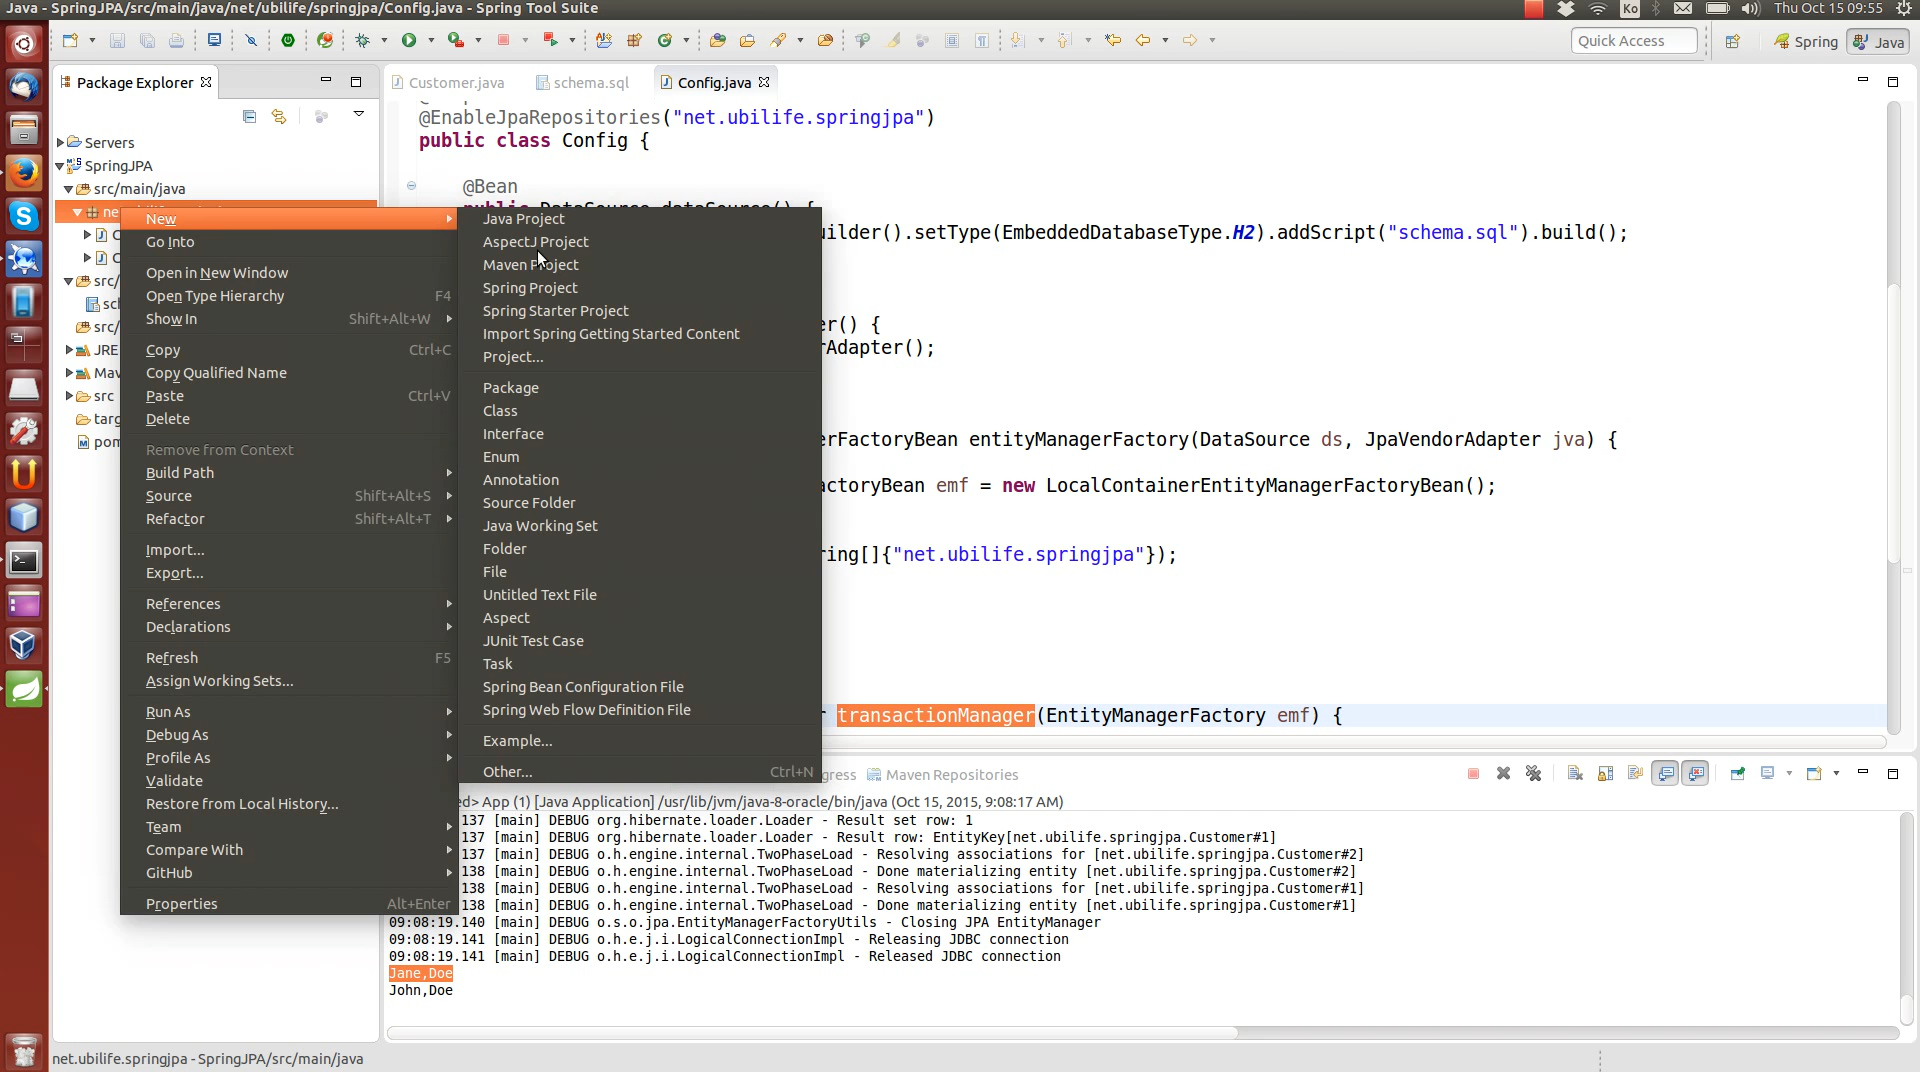 Java - SpringJPA/src/main/java/net/ubilife/springjpa/Config.java - Spring Tool Suite
Ko
Thu Oct 15 09:55
Quick Access
Spring
Java
Package Explorer
Customer.java
schema.sql
Config.java
Servers
SpringJPA
src/main/java
ne
C
C
src/
sch
src/
JRE
Mav
src
targ
pom
@EnableJpaRepositories("net.ubilife.springjpa")
public class Config {
@Bean
ilder().setType(EmbeddedDatabaseType.H2).addScript("schema.sql").build();
er() {
Adapter();
erFactoryBean entityManagerFactory(DataSource ds, JpaVendorAdapter jva) {
actoryBean emf = new LocalContainerEntityManagerFactoryBean();
ring[]{"net.ubilife.springjpa"});
transactionManager(EntityManagerFactory emf) {
New
Go Into
Open in New Window
Open Type Hierarchy F4
Show In Shift+Alt+W
Copy Ctrl+C
Copy Qualified Name
Paste Ctrl+V
Delete
Remove from Context
Build Path
Source Shift+Alt+S
Refactor Shift+Alt+T
Import...
Export...
References
Declarations
Refresh F5
Assign Working Sets...
Run As
Debug As
Profile As
Validate
Restore from Local History...
Team
Compare With
GitHub
Properties Alt+Enter
Java Project
AspectJ Project
Maven Project
Spring Project
Spring Starter Project
Import Spring Getting Started Content
Project...
Package
Class
Interface
Enum
Annotation
Source Folder
Java Working Set
Folder
File
Untitled Text File
Aspect
JUnit Test Case
Task
Spring Bean Configuration File
Spring Web Flow Definition File
Example...
Other... Ctrl+N
gress
Maven Repositories
ed> App (1) [Java Application] /usr/lib/jvm/java-8-oracle/bin/java (Oct 15, 2015, 9:08:17 AM)
137 [main] DEBUG org.hibernate.loader.Loader - Result set row: 1
137 [main] DEBUG org.hibernate.loader.Loader - Result row: EntityKey[net.ubilife.springjpa.Customer#1]
137 [main] DEBUG o.h.engine.internal.TwoPhaseLoad - Resolving associations for [net.ubilife.springjpa.Customer#2]
138 [main] DEBUG o.h.engine.internal.TwoPhaseLoad - Done materializing entity [net.ubilife.springjpa.Customer#2]
138 [main] DEBUG o.h.engine.internal.TwoPhaseLoad - Resolving associations for [net.ubilife.springjpa.Customer#1]
138 [main] DEBUG o.h.engine.internal.TwoPhaseLoad - Done materializing entity [net.ubilife.springjpa.Customer#1]
09:08:19.140 [main] DEBUG o.s.o.jpa.EntityManagerFactoryUtils - Closing JPA EntityManager
09:08:19.141 [main] DEBUG o.h.e.j.i.LogicalConnectionImpl - Releasing JDBC connection
09:08:19.141 [main] DEBUG o.h.e.j.i.LogicalConnectionImpl - Released JDBC connection
Jane,Doe
John,Doe
net.ubilife.springjpa - SpringJPA/src/main/java